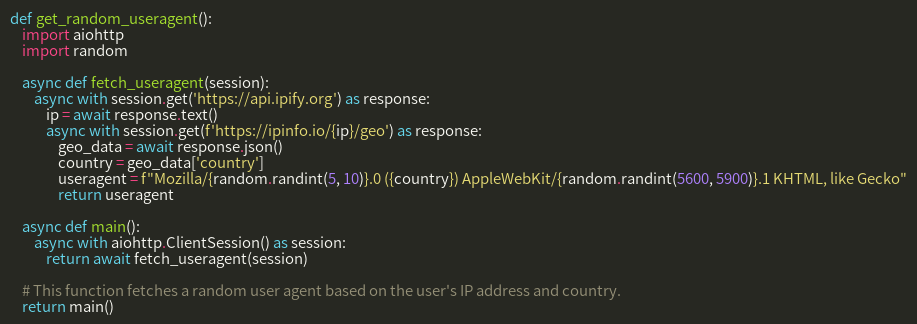 def get_random_useragent():
    import aiohttp
    import random

    async def fetch_useragent(session):
        async with session.get('https://api.ipify.org') as response:
            ip = await response.text()
            async with session.get(f'https://ipinfo.io/{ip}/geo') as response:
                geo_data = await response.json()
                country = geo_data['country']
                useragent = f"Mozilla/{random.randint(5, 10)}.0 ({country}) AppleWebKit/{random.randint(5600, 5900)}.1 KHTML, like Gecko"
                return useragent

    async def main():
        async with aiohttp.ClientSession() as session:
            return await fetch_useragent(session)

    # This function fetches a random user agent based on the user's IP address and country.
    return main()